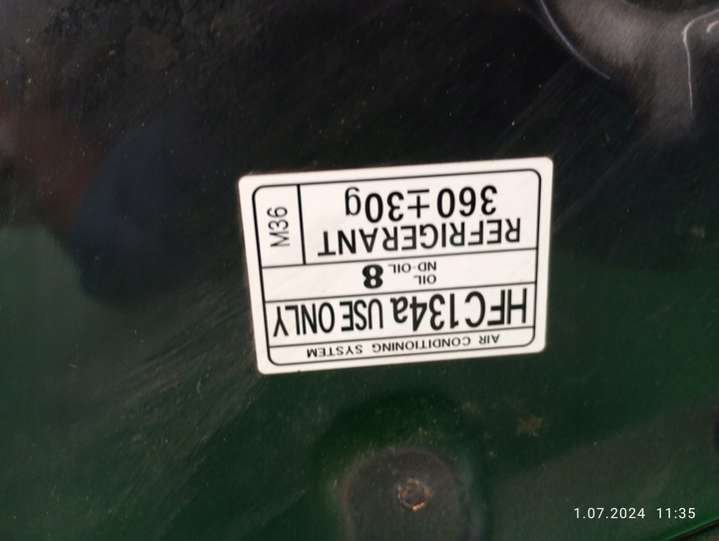 AIR CONDITIONING SYSTEM
HFC134a USE ONLY
OIL
ND-OIL 8
REFRIGERANT
360±30g
M36
1.07.2024 11:35